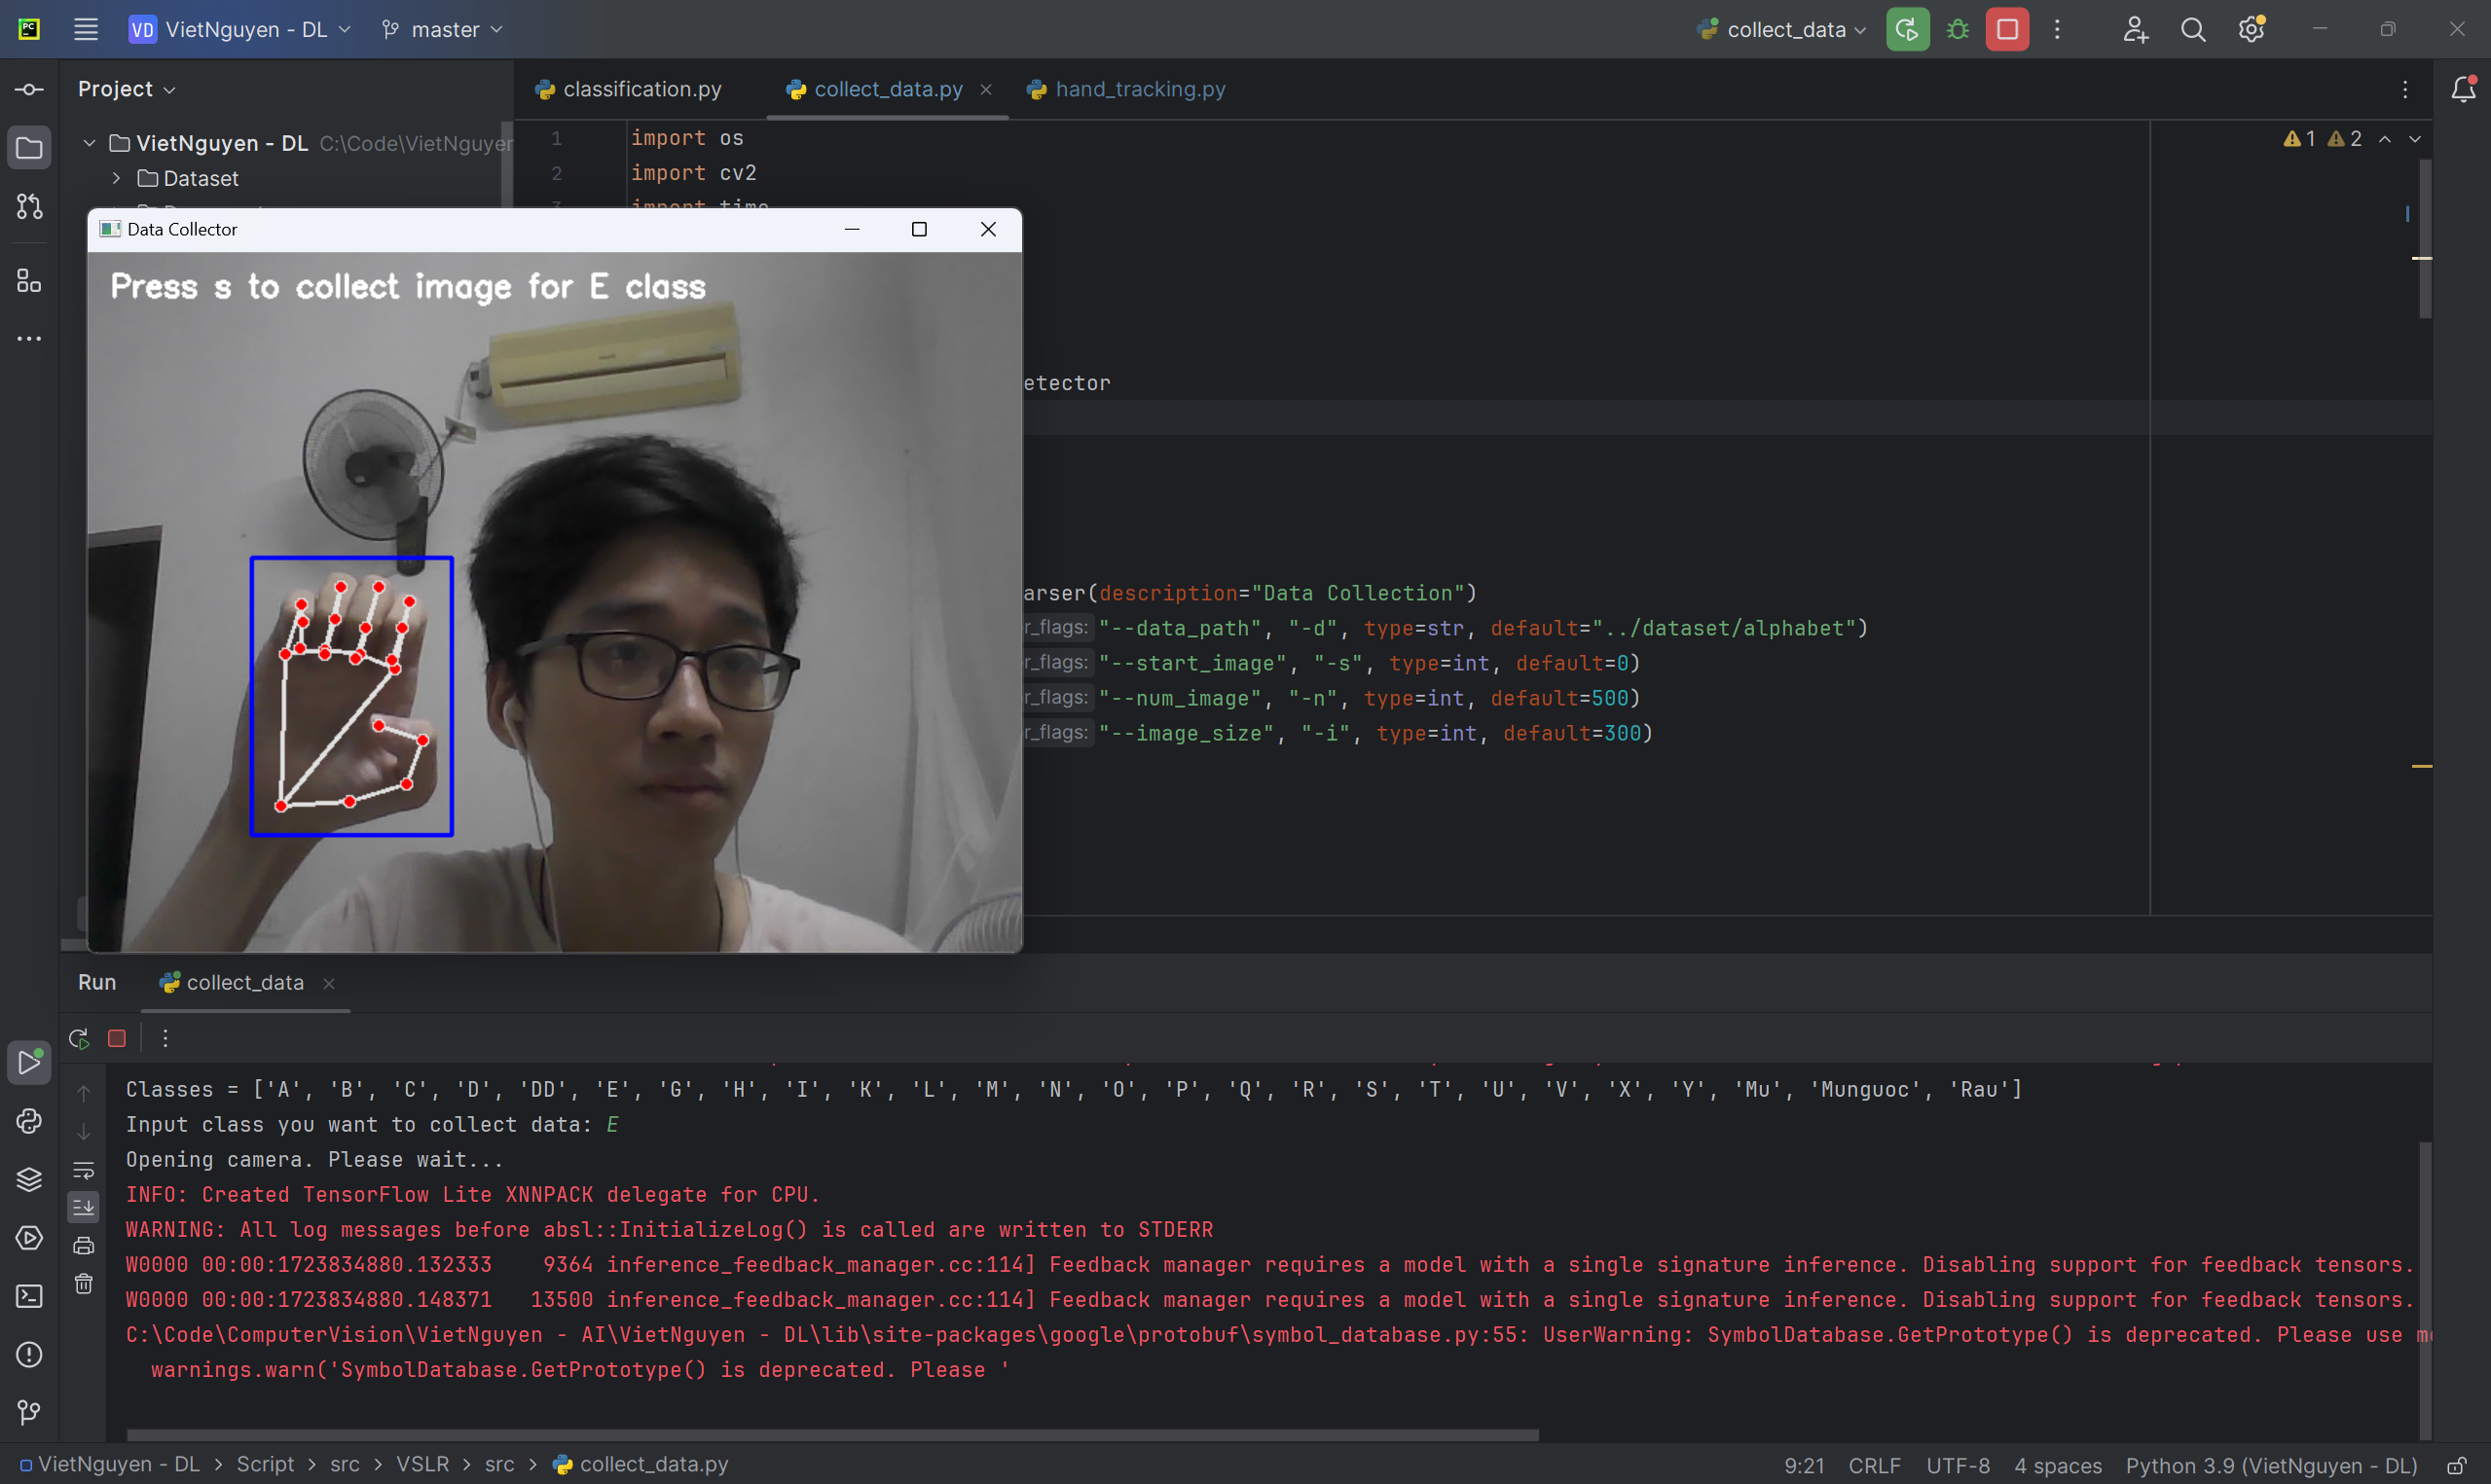 PC VD VietNguyen - DL master collect_data
Project classification.py collect_data.py hand_tracking.py
VietNguyen - DL C:\Code\VietNguyen
1 import os
1 2
Dataset
2 import cv2
3 import time
Data Collector
Press s to collect image for E class
etector
arser(description="Data Collection")
r_flags: "--data_path", "-d", type=str, default="../dataset/alphabet")
r_flags: "--start_image", "-s", type=int, default=0)
r_flags: "--num_image", "-n", type=int, default=500)
r_flags: "--image_size", "-i", type=int, default=300)
Run collect_data
Classes = ['A', 'B', 'C', 'D', 'DD', 'E', 'G', 'H', 'I', 'K', 'L', 'M', 'N', 'O', 'P', 'Q', 'R', 'S', 'T', 'U', 'V', 'X', 'Y', 'Mu', 'Munguoc', 'Rau']
Input class you want to collect data: E
Opening camera. Please wait...
INFO: Created TensorFlow Lite XNNPACK delegate for CPU.
WARNING: All log messages before absl::InitializeLog() is called are written to STDERR
W0000 00:00:1723834880.132333    9364 inference_feedback_manager.cc:114] Feedback manager requires a model with a single signature inference. Disabling support for feedback tensors.
W0000 00:00:1723834880.148371   13500 inference_feedback_manager.cc:114] Feedback manager requires a model with a single signature inference. Disabling support for feedback tensors.
C:\Code\ComputerVision\VietNguyen - AI\VietNguyen - DL\lib\site-packages\google\protobuf\symbol_database.py:55: UserWarning: SymbolDatabase.GetPrototype() is deprecated. Please use
warnings.warn('SymbolDatabase.GetPrototype() is deprecated. Please '
VietNguyen - DL > Script > src > VSLR > src > collect_data.py 9:21 CRLF UTF-8 4 spaces Python 3.9 (VietNguyen - DL)